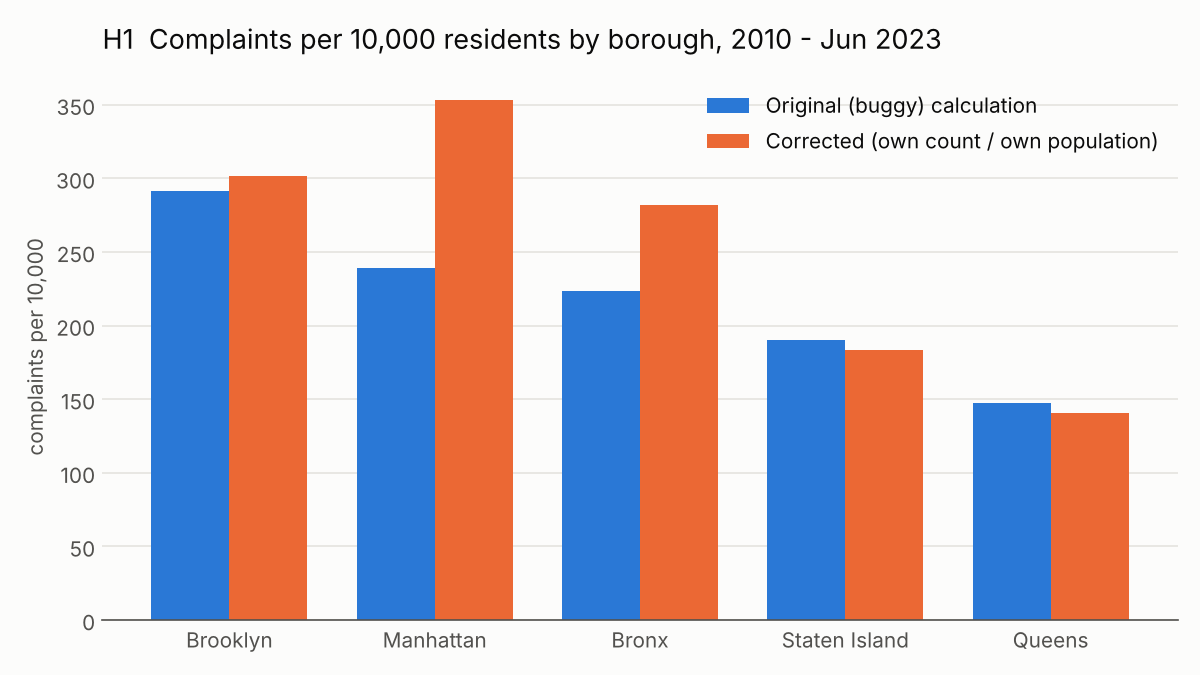 H1  Complaints per 10,000 residents by borough, 2010 - Jun 2023
Original (buggy) calculation
Corrected (own count / own population)
complaints per 10,000
350
300
250
200
150
100
50
0
Brooklyn
Manhattan
Bronx
Staten Island
Queens